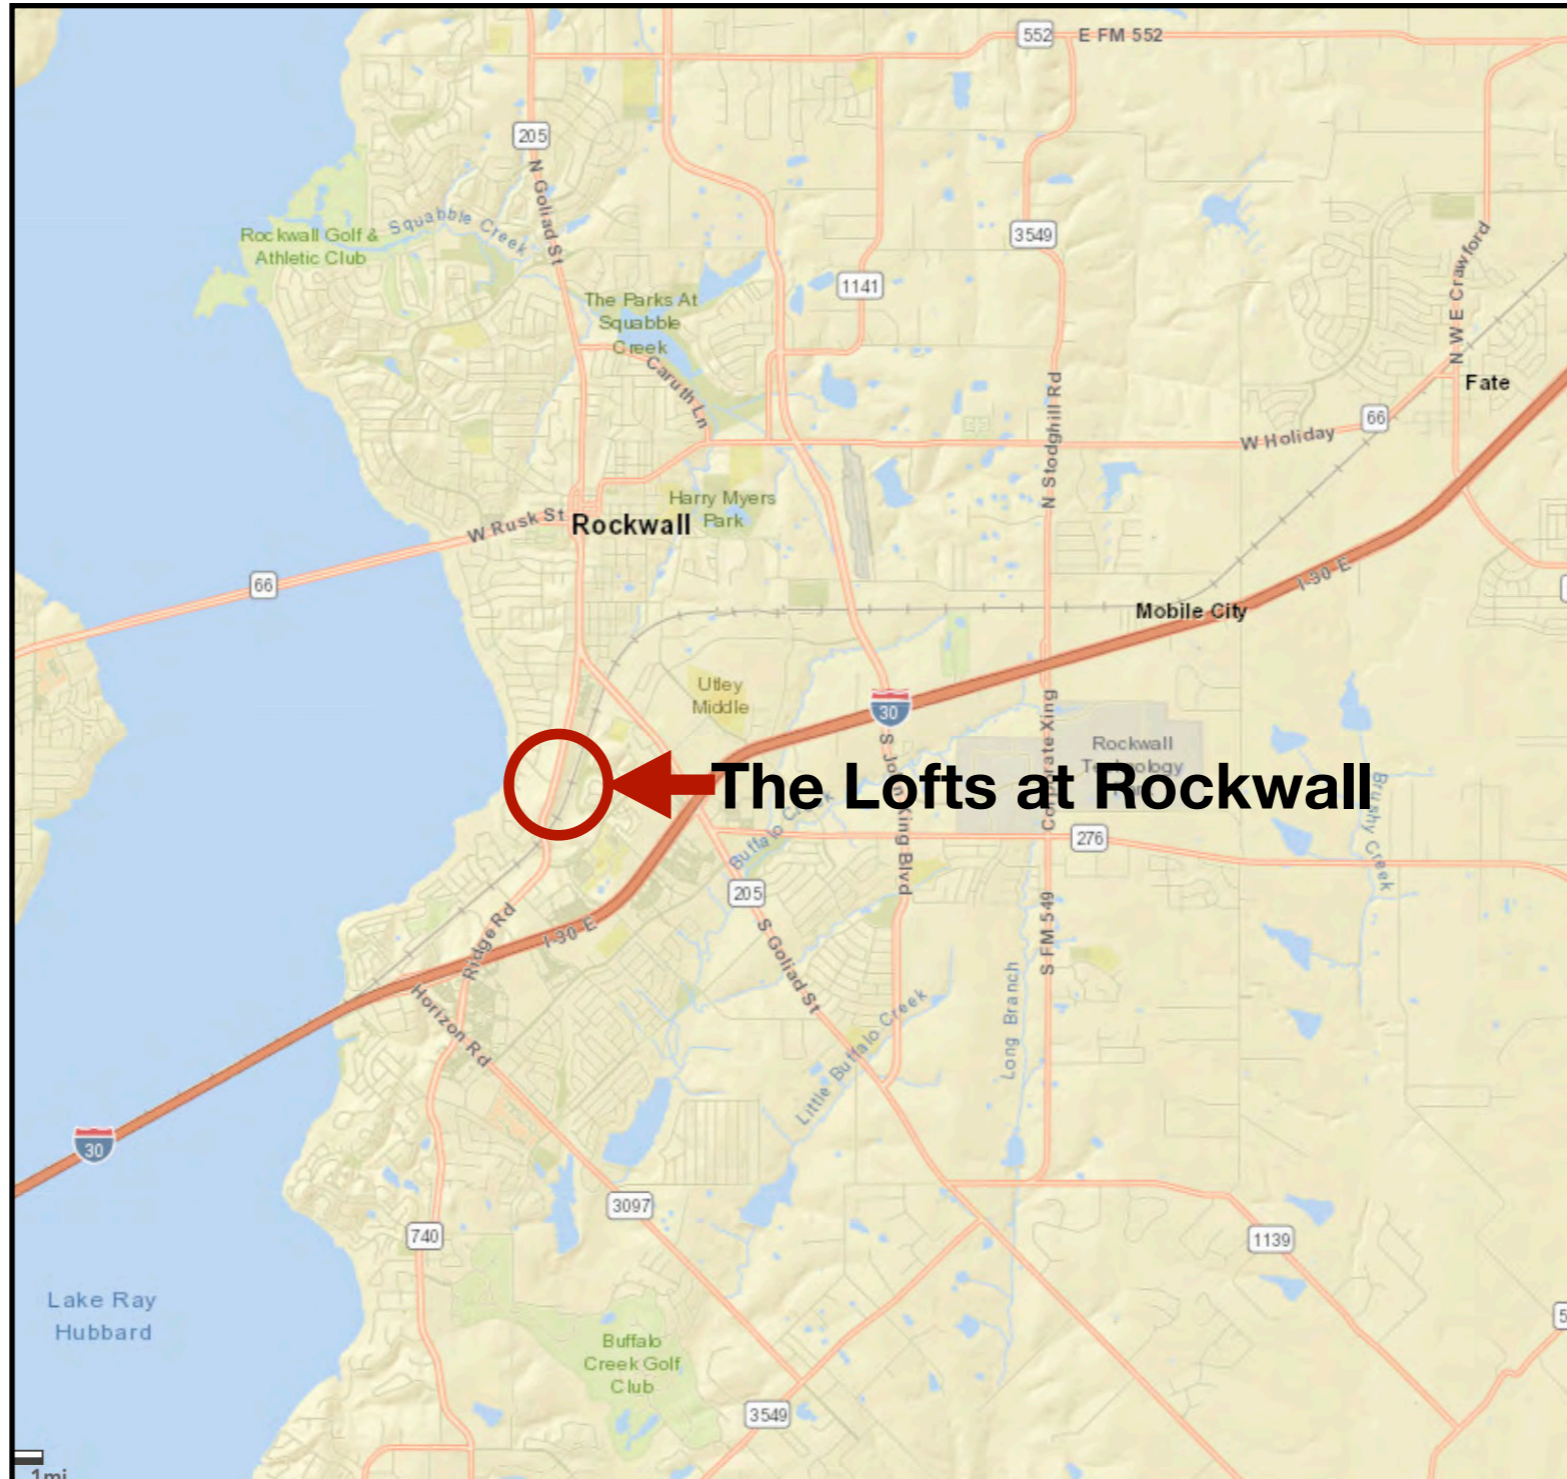 552
E FM 552
205
N Goliad St
Squabble Creek
Rockwall Golf &
Athletic Club
3549
N W E Crawford
1141
The Parks At
Squabble
Creek
Caruth Ln
Fate
N Stodghill Rd
66
W Holiday
Harry Myers
Park
W Rusk St
Rockwall
66
I-30 E
Mobile City
Utley
Middle
30
S John King Blvd
Corporate Xing
Rockwall
Technology
The Lofts at Rockwall
Brushy Creek
Buffalo Creek
276
205
Ridge Rd
I-30 E
S Goliad St
S FM 549
Horizon Rd
Long Branch
Little Buffalo Creek
30
3097
740
1139
Lake Ray
Hubbard
5
Buffalo
Creek Golf
Club
3549
1mi